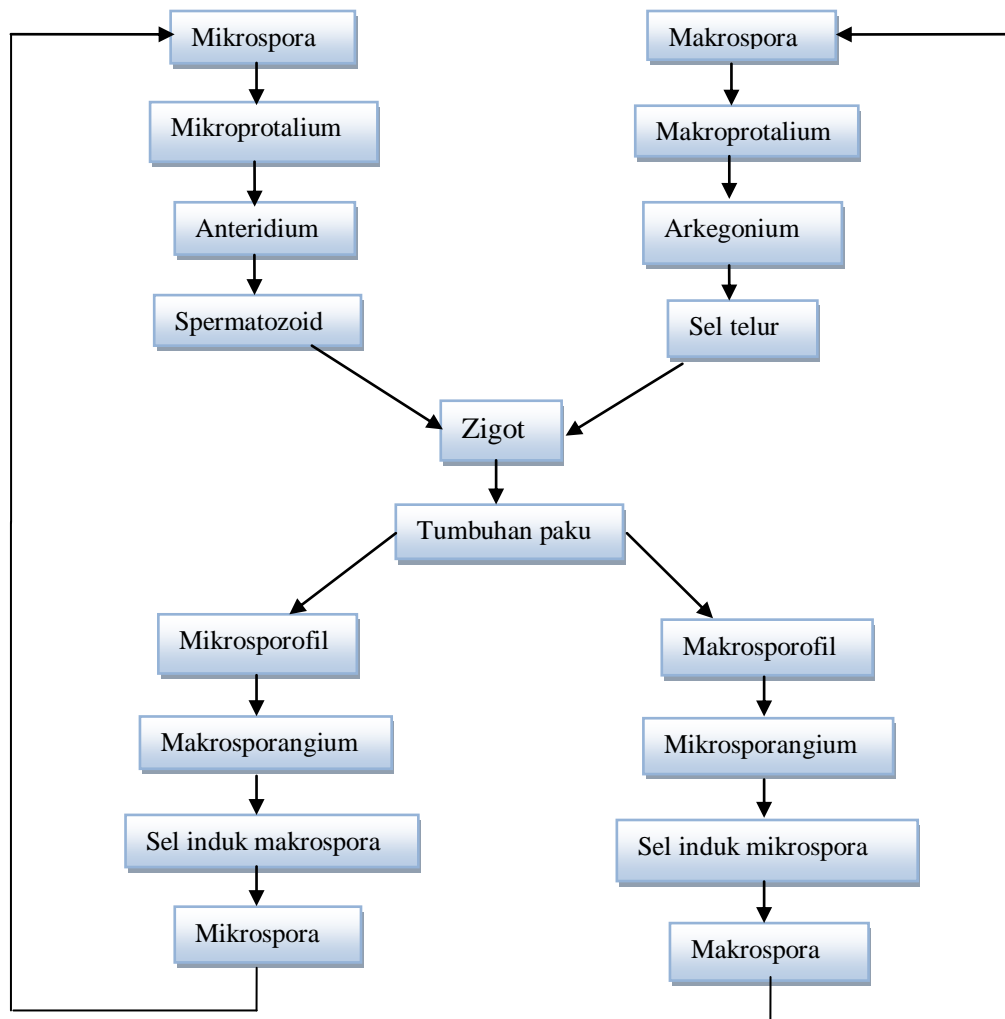 Mikrospora
Makrospora
Mikroprotalium
Makroprotalium
Anteridium
Arkegonium
Spermatozoid
Sel telur
Zigot
Tumbuhan paku
Mikrosporofil
Makrosporofil
Makrosporangium
Mikrosporangium
Sel induk makrospora
Sel induk mikrospora
Mikrospora
Makrospora